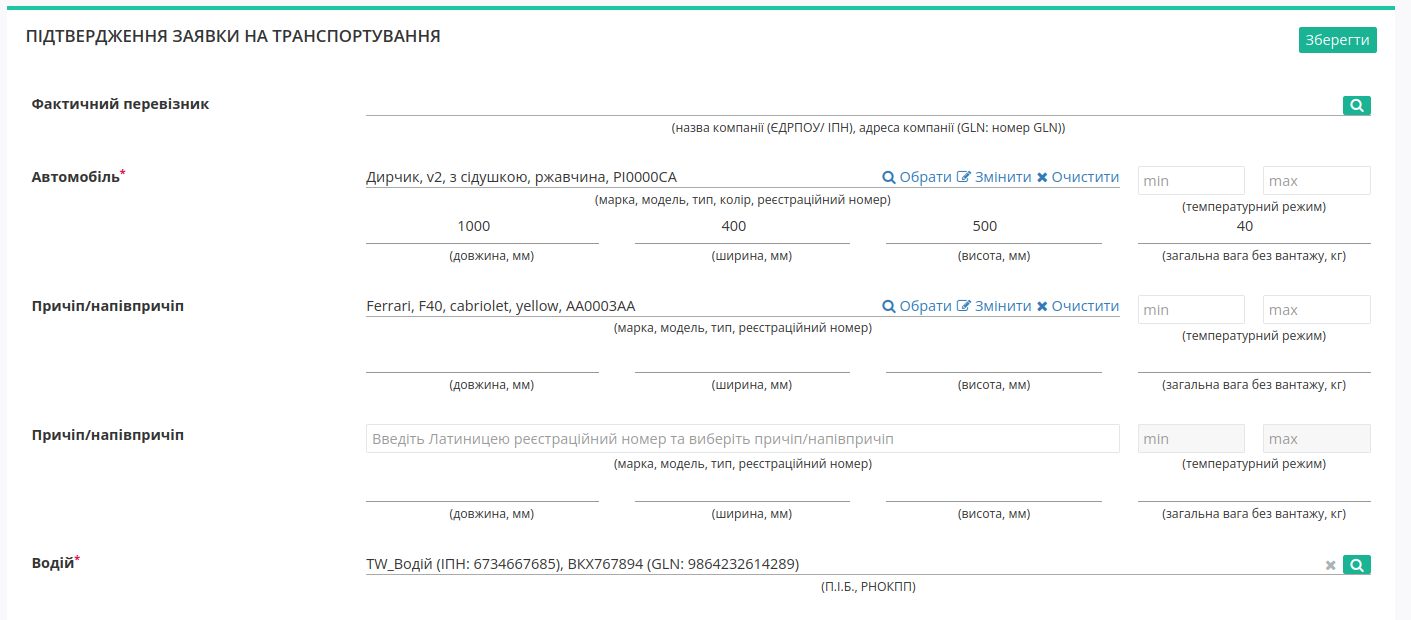 ПІДТВЕРДЖЕННЯ ЗАЯВКИ НА ТРАНСПОРТУВАННЯ
Зберегти
Фактичний перевізник
(назва компанії (ЄДРПОУ/ ІПН), адреса компанії (GLN: номер GLN))
Автомобіль*
Дирчик, v2, з сідушкою, ржавчина, PI0000CA
Обрати Змінити Очистити
min max
(марка, модель, тип, колір, реєстраційний номер)
(температурний режим)
1000 400 500 40
(довжина, мм) (ширина, мм) (висота, мм) (загальна вага без вантажу, кг)
Причіп/напівпричіп
Ferrari, F40, cabriolet, yellow, AA0003AA
Обрати Змінити Очистити
min max
(марка, модель, тип, реєстраційний номер)
(температурний режим)
(довжина, мм) (ширина, мм) (висота, мм) (загальна вага без вантажу, кг)
Причіп/напівпричіп
Введіть Латиницею реєстраційний номер та виберіть причіп/напівпричіп
min max
(марка, модель, тип, реєстраційний номер)
(температурний режим)
(довжина, мм) (ширина, мм) (висота, мм) (загальна вага без вантажу, кг)
Водій*
TW_Водій (ІПН: 6734667685), ВКХ767894 (GLN: 9864232614289)
(П.І.Б., РНОКПП)